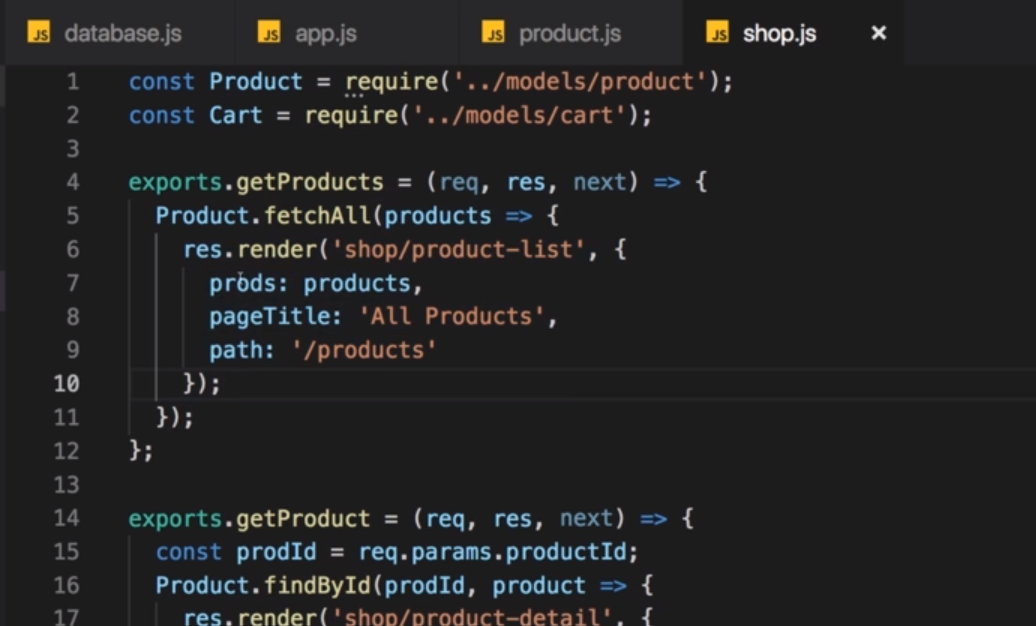 JS database.js JS app.js JS product.js JS shop.js ×
1 const Product = require('../models/product');
2 const Cart = require('../models/cart');
3
4 exports.getProducts = (req, res, next) => {
5 Product.fetchAll(products => {
6 res.render('shop/product-list', {
7 prods: products,
8 pageTitle: 'All Products',
9 path: '/products'
10 });
11 });
12 };
13
14 exports.getProduct = (req, res, next) => {
15 const prodId = req.params.productId;
16 Product.findById(prodId, product => {
17 res.render('shop/product-detail', {